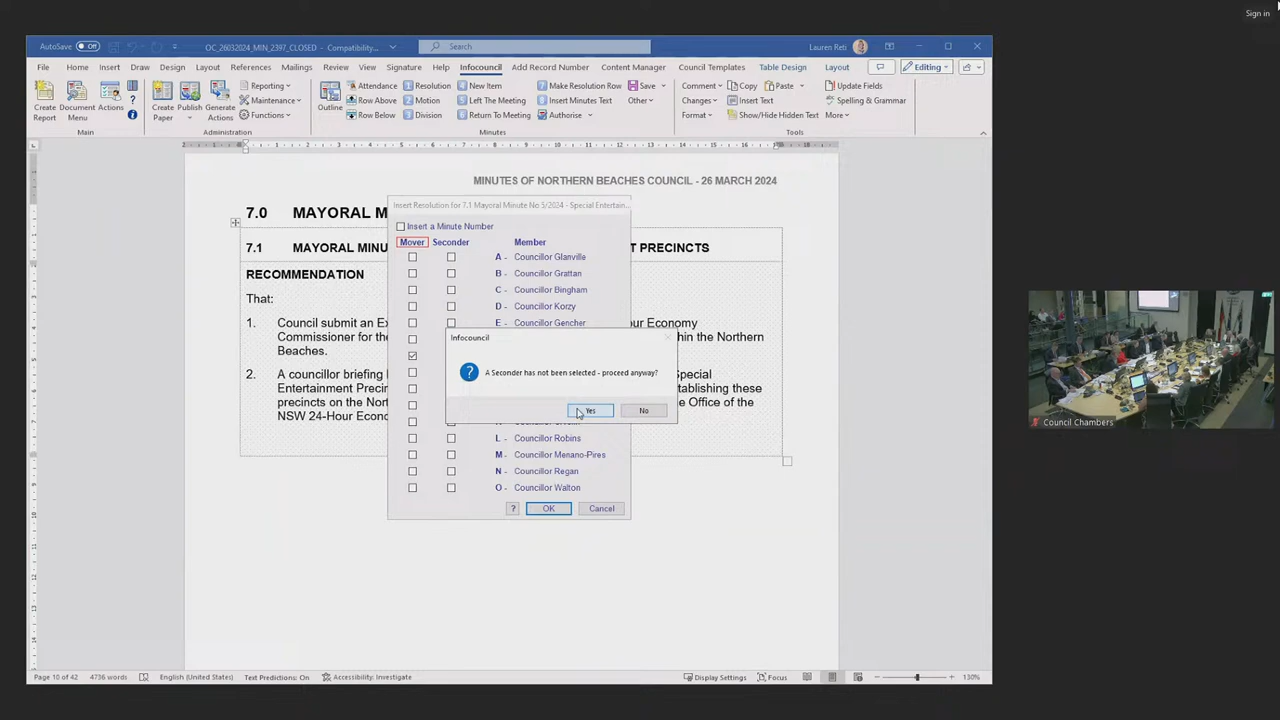 Sign in
AutoSave Off OC_26032024_MIN_2397_CLOSED - Compatibility... Search Lauren Reti
File Home Insert Draw Design Layout References Mailings Review View Signature Help Infocouncil Add Record Number Content Manager Council Templates Table Design Layout Editing
Create Report
Document Menu
Actions
Create Paper
Publish
Generate Actions
Reporting
Maintenance
Functions
Outline
Attendance
Row Above
Row Below
Resolution
Motion
Division
New Item
Left The Meeting
Return To Meeting
Make Resolution Row
Insert Minutes Text
Authorise
Save
Other
Comment
Changes
Format
Copy
Paste
Insert Text
Show/Hide Hidden Text
Update Fields
Spelling & Grammar
More
Main Administration Minutes Tools
MINUTES OF NORTHERN BEACHES COUNCIL - 26 MARCH 2024
7.0 MAYORAL M
7.1 MAYORAL MINU T PRECINCTS
RECOMMENDATION
That:
1. Council submit an Ex our Economy
Commissioner for the thin the Northern
Beaches.
2. A councillor briefing Special
Entertainment Precin stablishing these
precincts on the Nort e Office of the
NSW 24-Hour Econo
Insert Resolution for 7.1 Mayoral Minute No 5/2024 - Special Entertain...
Insert a Minute Number
Mover Seconder Member
A - Councillor Glanville
B - Councillor Grattan
C - Councillor Bingham
D - Councillor Korzy
E - Councillor Gencher
Infocouncil
? A Seconder has not been selected - proceed anyway?
Yes No
L - Councillor Robins
M - Councillor Menano-Pires
N - Councillor Regan
O - Councillor Walton
? OK Cancel
Council Chambers
Page 10 of 42 4736 words English (United States) Text Predictions: On Accessibility: Investigate Display Settings Focus 130%